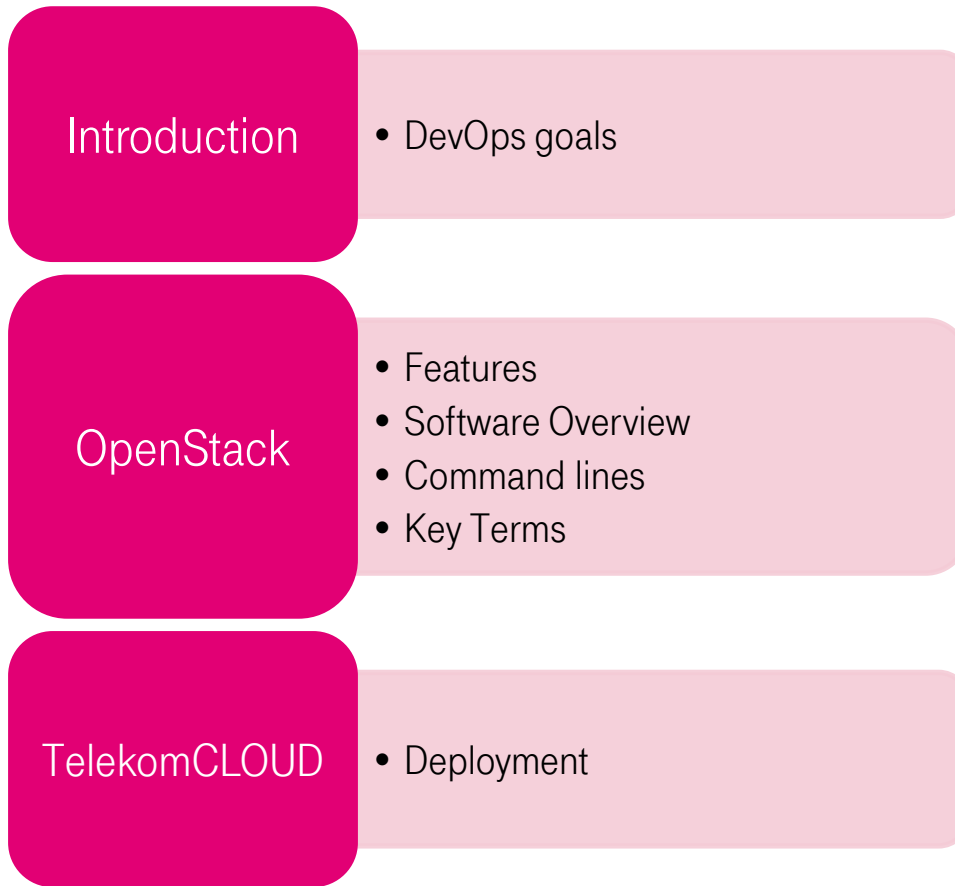 Introduction
• DevOps goals
OpenStack
• Features
• Software Overview
• Command lines
• Key Terms
TelekomCLOUD
• Deployment